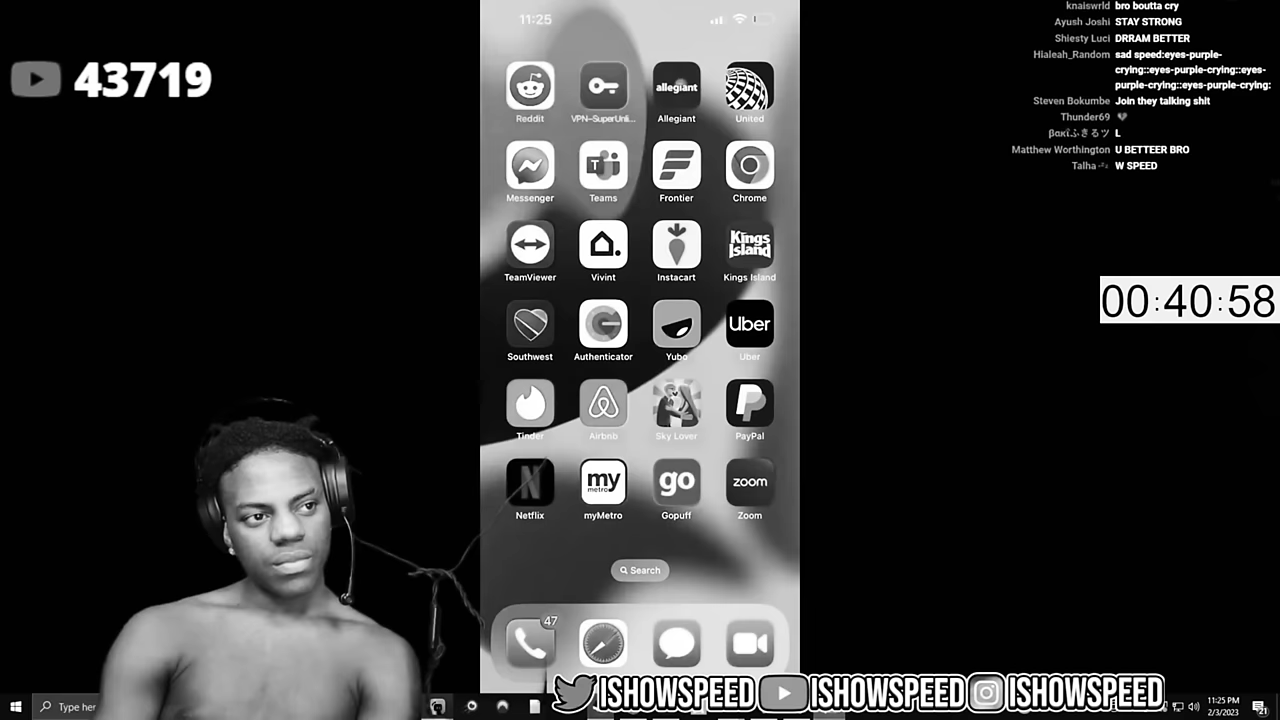 43719
11:25
Reddit
VPN-SuperUnli...
allegiant
Allegiant
United
Messenger
T
Teams
Frontier
Chrome
TeamViewer
Vivint
Instacart
Kings
Island
Kings Island
Southwest
Authenticator
Yubo
Uber
Uber
Tinder
Airbnb
Sky Lover
PayPal
N
Netflix
my
metro
myMetro
go
Gopuff
zoom
Zoom
Search
47
knaiswrld bro boutta cry
Ayush Joshi STAY STRONG
Shiesty Luci DRRAM BETTER
Hialeah_Random sad speed:eyes-purple-
crying::eyes-purple-crying::eyes-
purple-crying::eyes-purple-crying:
Steven Bokumbe Join they talking shit
Thunder69 💔
L
Matthew Worthington U BETTEER BRO
Talha W SPEED
00:40:58
ISHOWSPEED ISHOWSPEED ISHOWSPEED
Type her
11:25 PM
2/3/2023
21